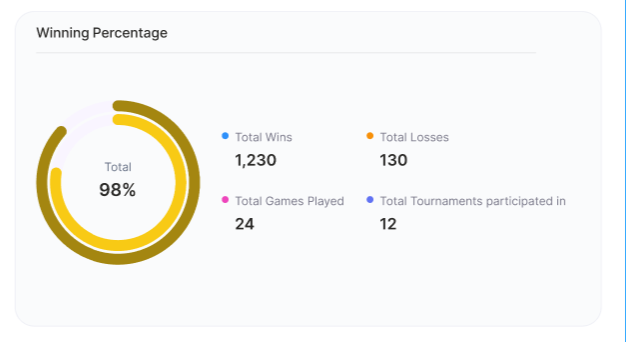 Winning Percentage
Total
98%
Total Wins
1,230
Total Losses
130
Total Games Played
24
Total Tournaments participated in
12